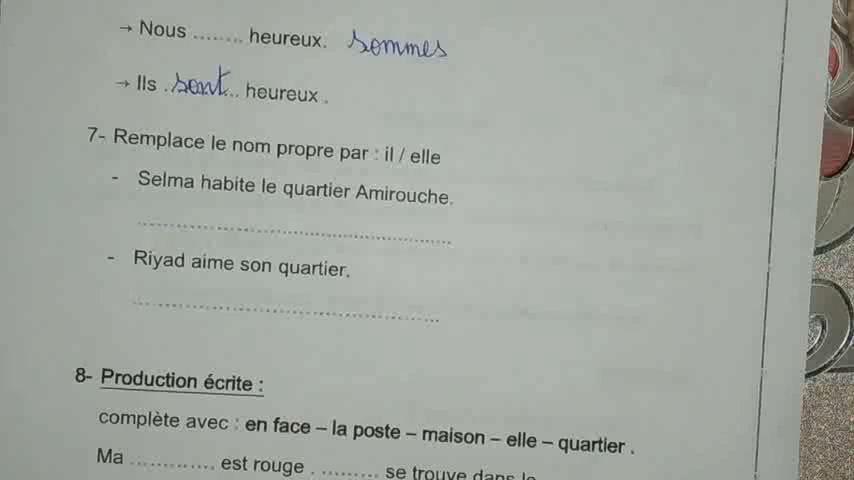 → Nous ........ heureux. sommes
→ Ils .sont... heureux .
7- Remplace le nom propre par : il / elle
- Selma habite le quartier Amirouche.
................................................
- Riyad aime son quartier.
...............................................
8- Production écrite :
complète avec : en face – la poste – maison – elle – quartier .
Ma ............. est rouge . ......... se trouve dans le